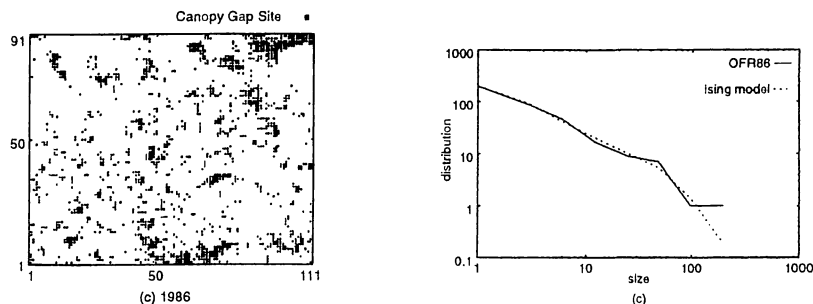 Canopy Gap Site
91
50
1
1
50
111
(c) 1986
1000
100
10
1
0.1
distribution
OFR86
Ising model
1
10
100
1000
size
(c)